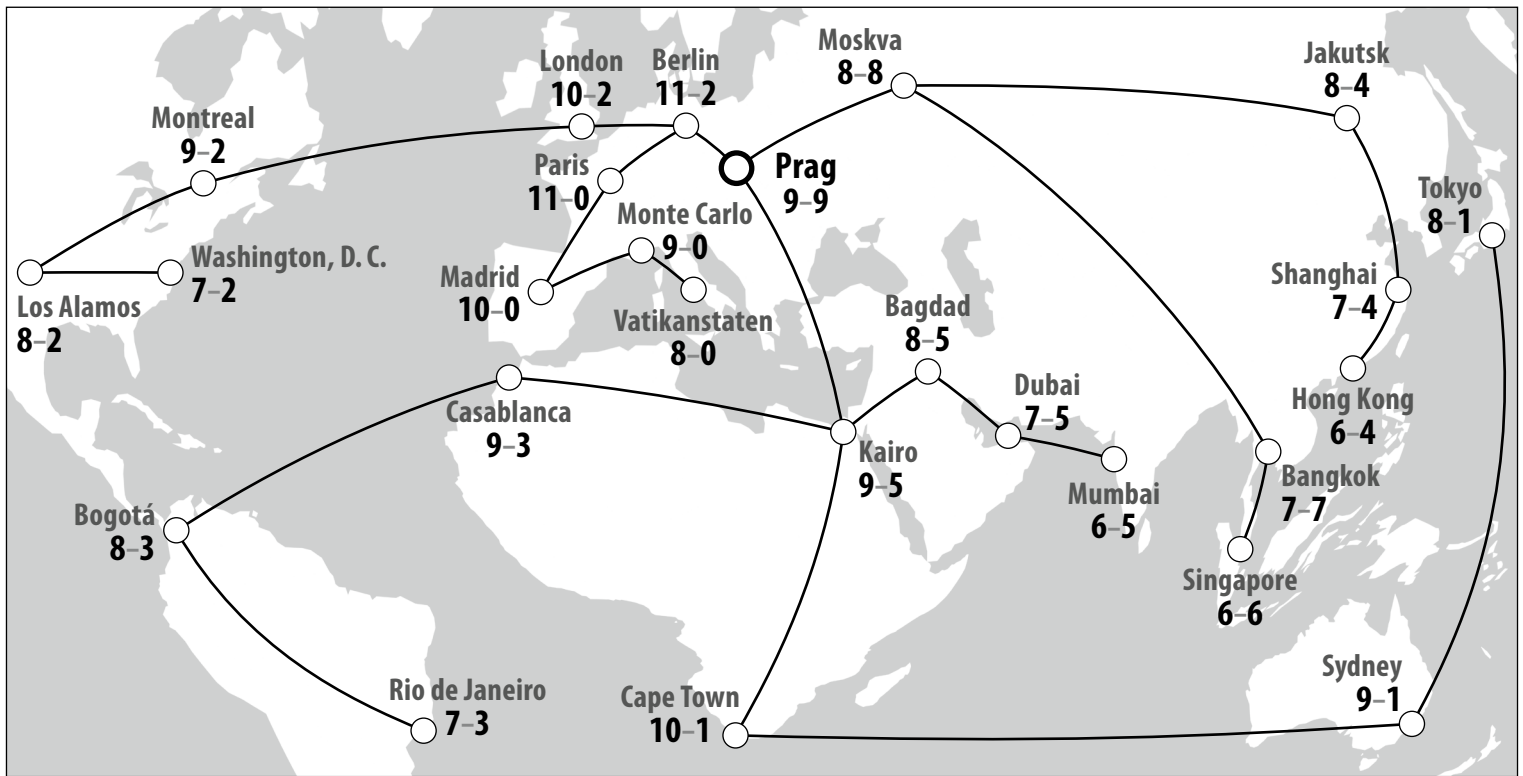 Moskva
8–8
Jakutsk
8–4
London
10–2
Berlin
11–2
Montreal
9–2
Paris
11–0
Prag
9–9
Tokyo
8–1
Monte Carlo
9–0
Washington, D. C.
7–2
Madrid
10–0
Shanghai
7–4
Los Alamos
8–2
Vatikanstaten
8–0
Bagdad
8–5
Dubai
7–5
Casablanca
9–3
Hong Kong
6–4
Kairo
9–5
Mumbai
6–5
Bangkok
7–7
Bogotá
8–3
Singapore
6–6
Rio de Janeiro
7–3
Cape Town
10–1
Sydney
9–1